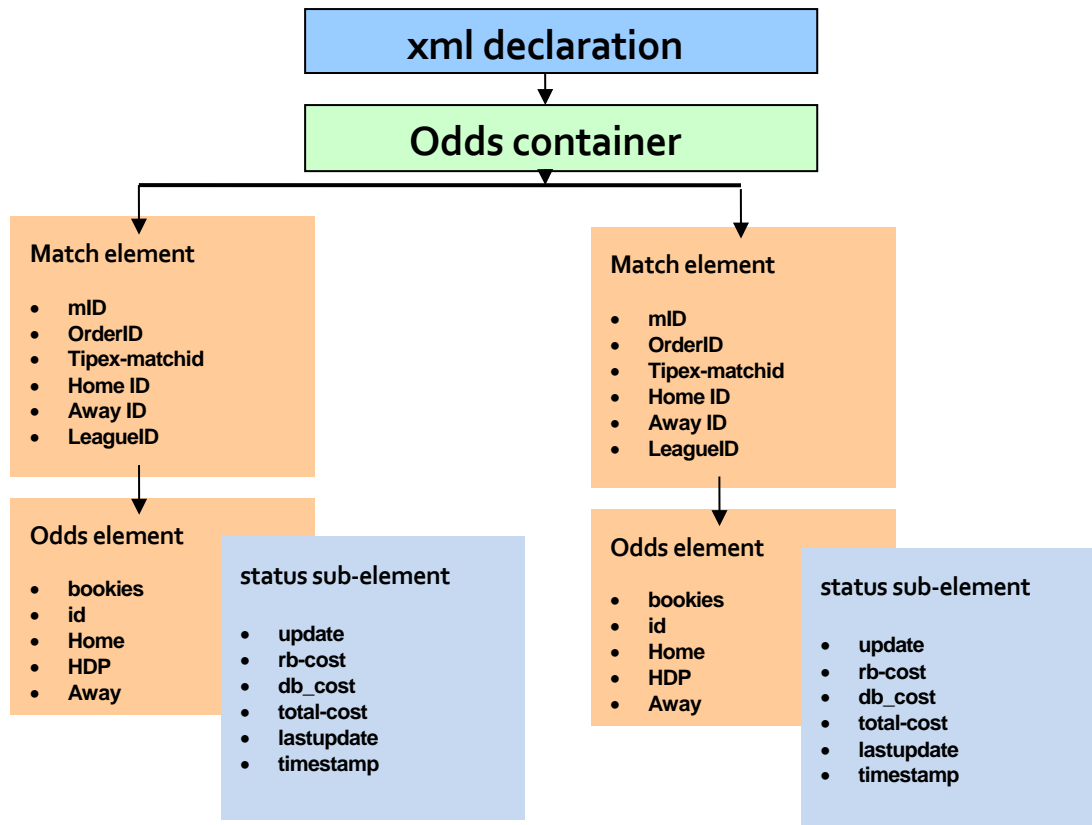 xml declaration
Odds container
Match element
• mID
• OrderID
• Tipex-matchid
• Home ID
• Away ID
• LeagueID
Odds element
• bookies
• id
• Home
• HDP
• Away
status sub-element
• update
• rb-cost
• db_cost
• total-cost
• lastupdate
• timestamp
Match element
• mID
• OrderID
• Tipex-matchid
• Home ID
• Away ID
• LeagueID
Odds element
• bookies
• id
• Home
• HDP
• Away
status sub-element
• update
• rb-cost
• db_cost
• total-cost
• lastupdate
• timestamp